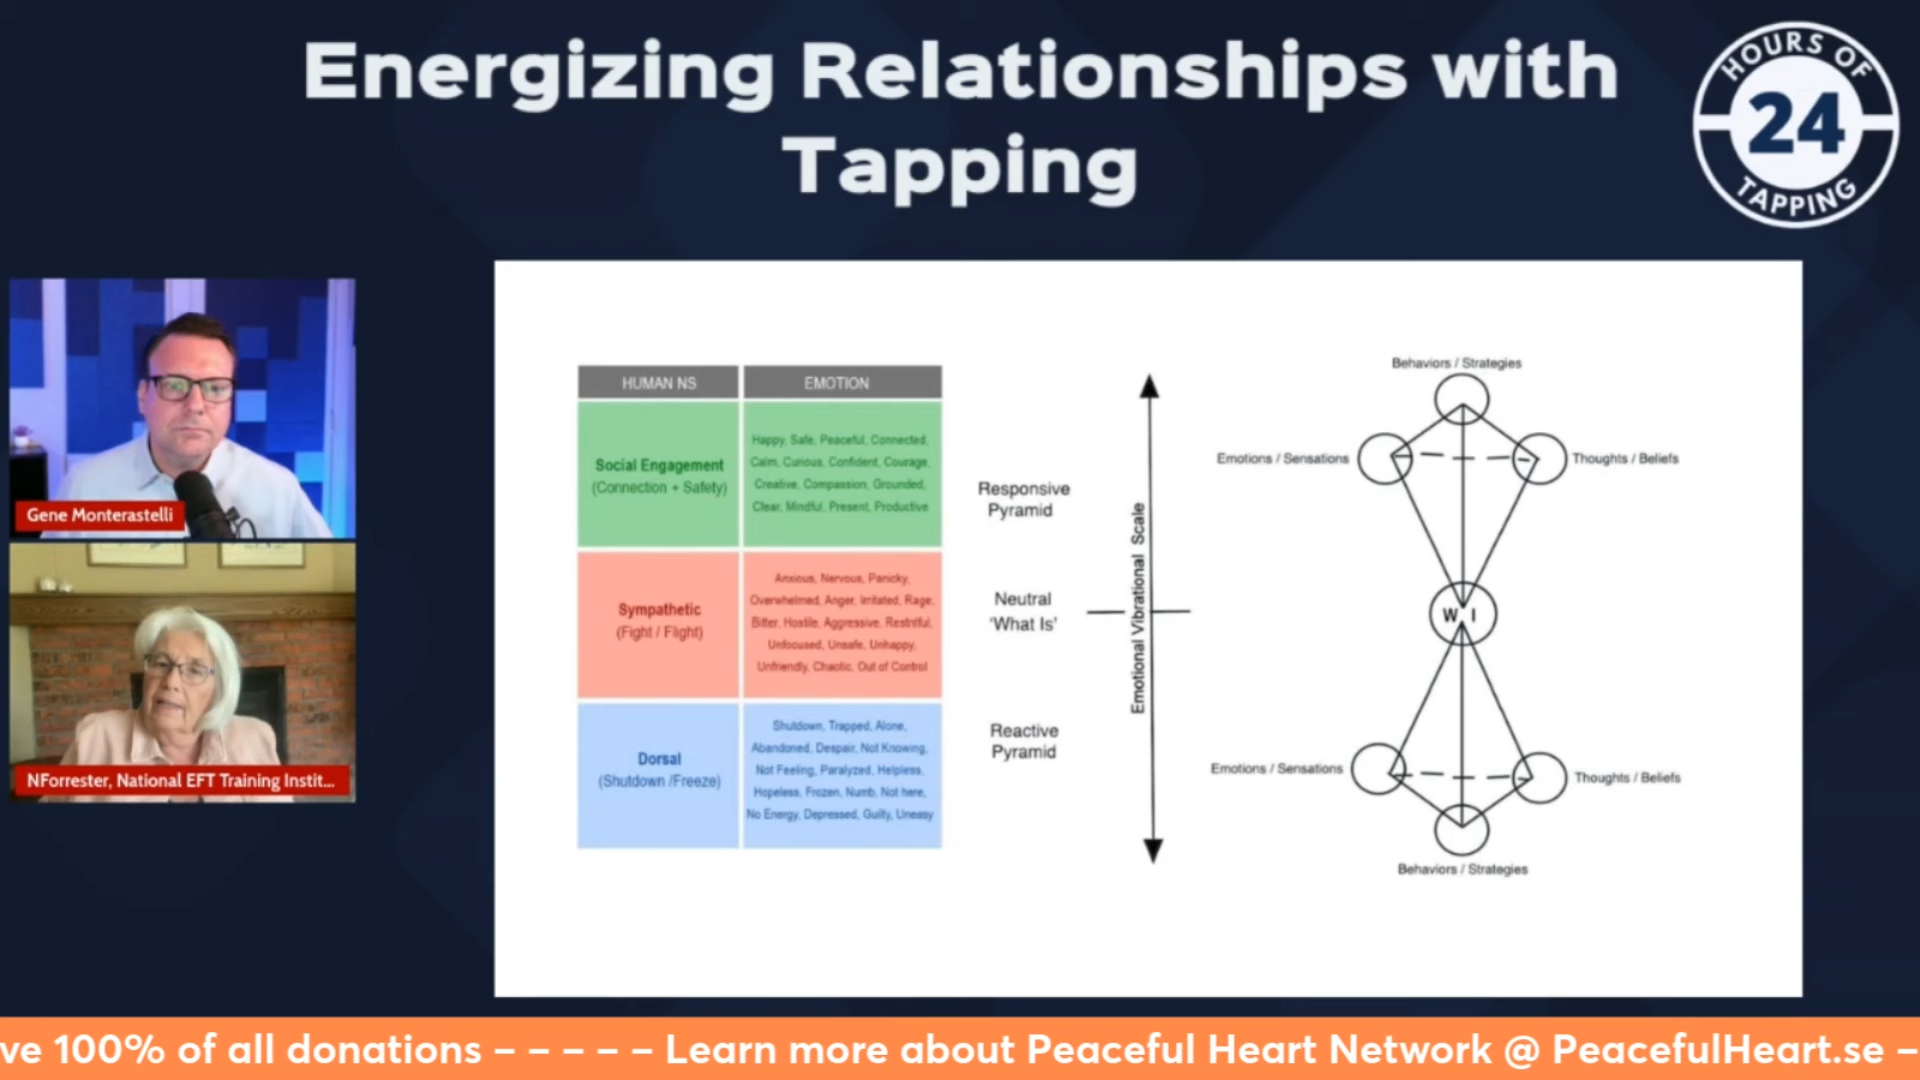 Energizing Relationships with
Tapping
HOURS OF
24
TAPPING
Gene Monterastelli
NForrester, National EFT Training Instit...
HUMAN NS
EMOTION
Social Engagement
(Connection + Safety)
Happy, Safe, Peaceful, Connected,
Calm, Curious, Confident, Courage,
Creative, Compassion, Grounded,
Clear, Mindful, Present, Productive
Sympathetic
(Fight / Flight)
Anxious, Nervous, Panicky,
Overwhelmed, Anger, Irritated, Rage,
Bitter, Hostile, Aggressive, Restntful,
Unfocused, Unsafe, Unhappy,
Unfriendly, Chaotic, Out of Control
Dorsal
(Shutdown /Freeze)
Shutdown, Trapped, Alone,
Abandoned, Despair, Not Knowing,
Not Feeling, Paralyzed, Helpless,
Hopeless, Frozen, Numb, Not here,
No Energy, Depressed, Guilty, Uneasy
Responsive
Pyramid
Neutral
'What Is'
Reactive
Pyramid
Emotional Vibrational Scale
Behaviors / Strategies
Emotions / Sensations
Thoughts / Beliefs
W I
Emotions / Sensations
Thoughts / Beliefs
Behaviors / Strategies
ve 100% of all donations – – – – – Learn more about Peaceful Heart Network @ PeacefulHeart.se –